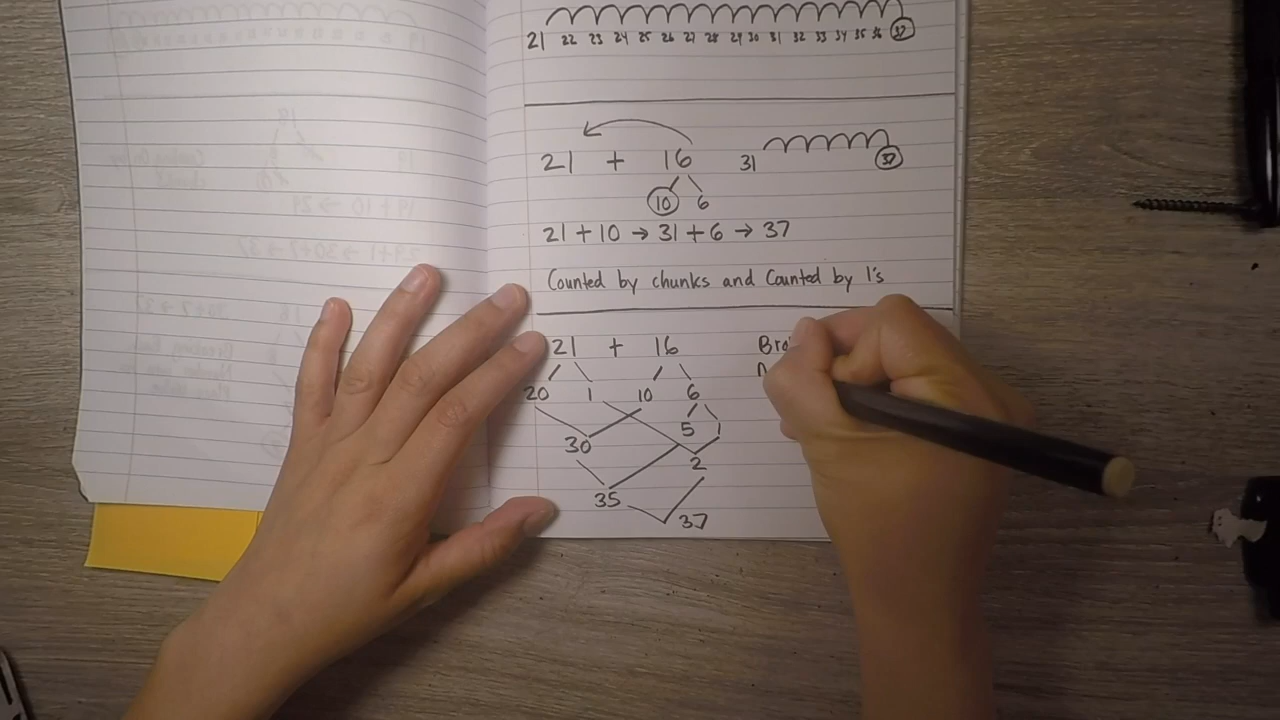 21 22 23 24 25 26 27 28 29 30 31 32 33 34 35 36 37
21 + 16 31 37
10 6
21 + 10 → 31 + 6 → 37
Counted by chunks and Counted by 1's
21 + 16
20 1 10 6
5 1
30
2
35
37